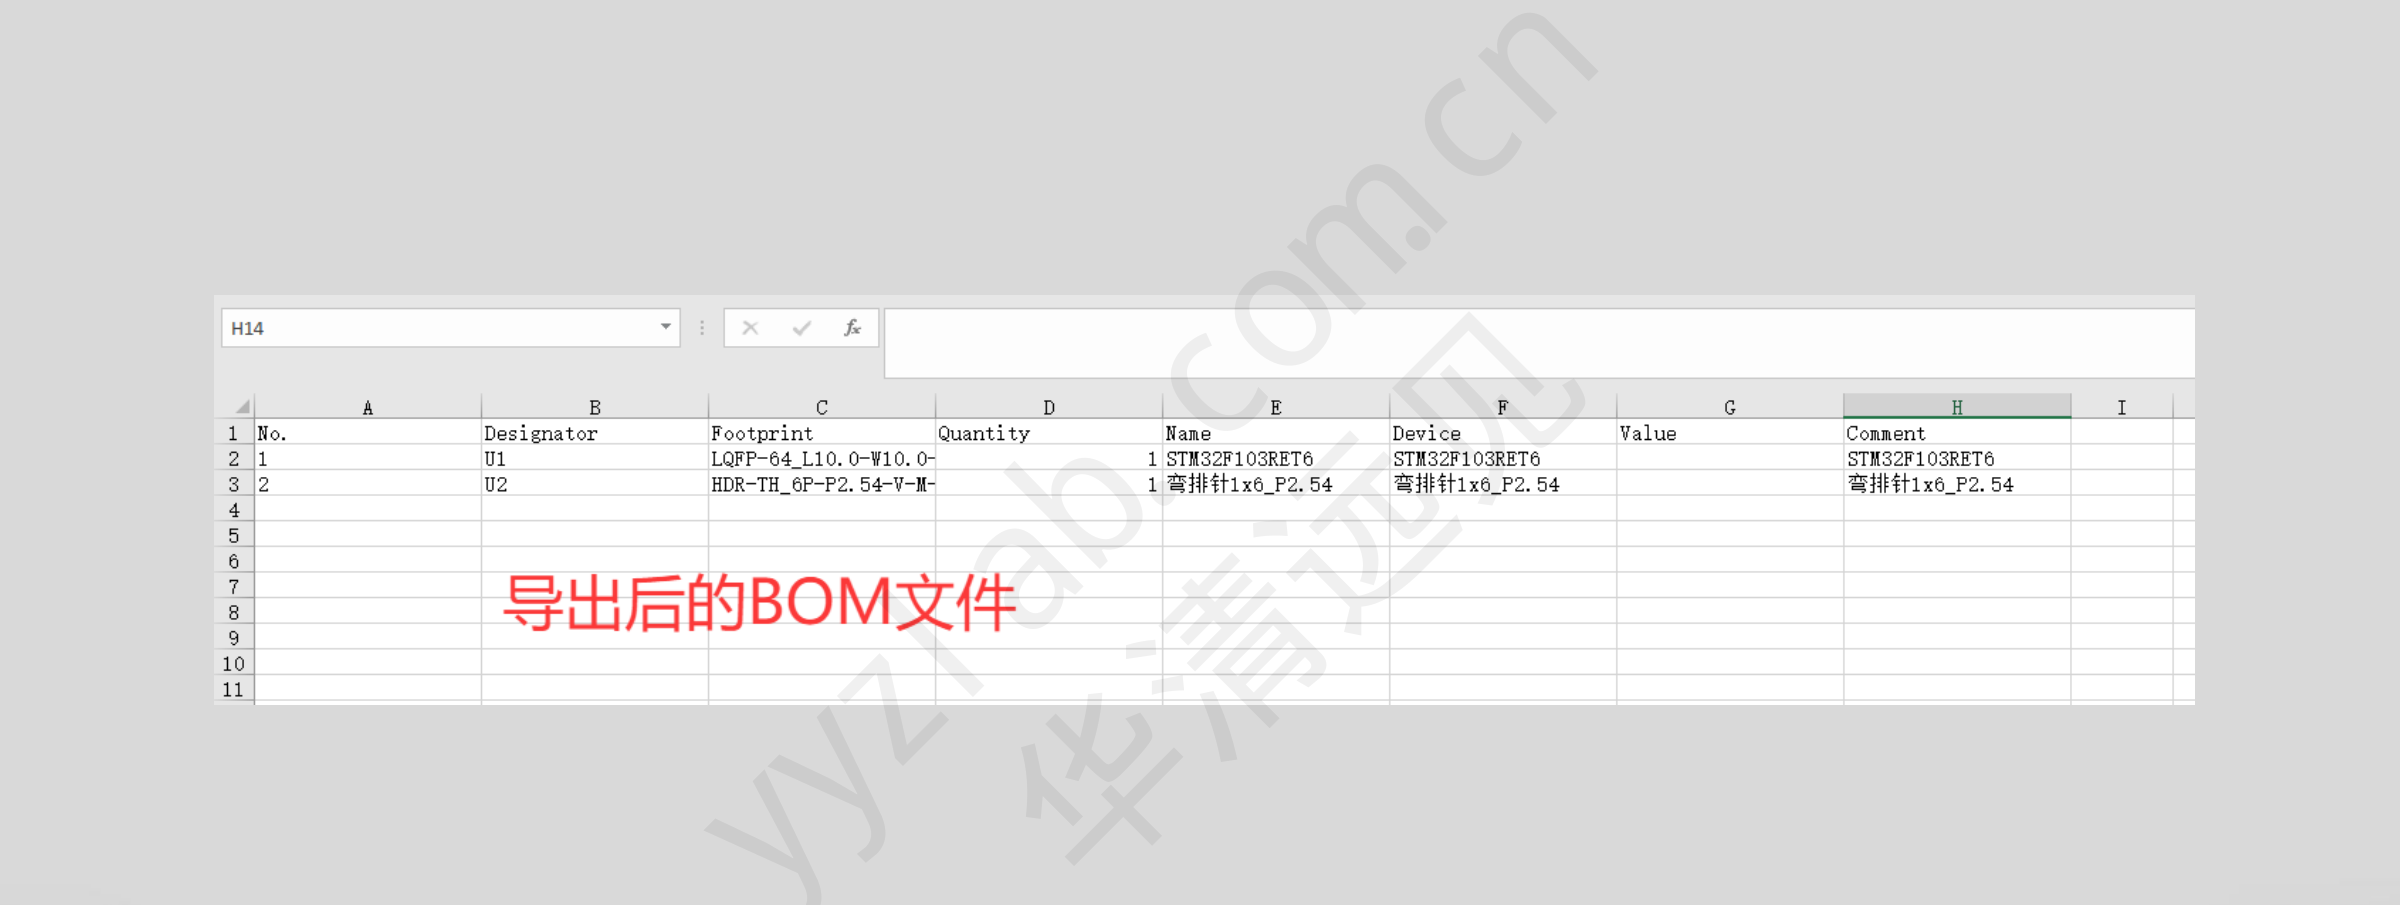 H14
fx
A B C D E F G H I
1 No. Designator Footprint Quantity Name Device Value Comment
2 1 U1 LQFP-64_L10.0-W10.0- 1 STM32F103RET6 STM32F103RET6 STM32F103RET6
3 2 U2 HDR-TH_6P-P2.54-V-M- 1 弯排针1x6_P2.54 弯排针1x6_P2.54 弯排针1x6_P2.54
4
5
6
7
8
9
10
11
导出后的BOM文件
yyzlab.com.cn
华清远见